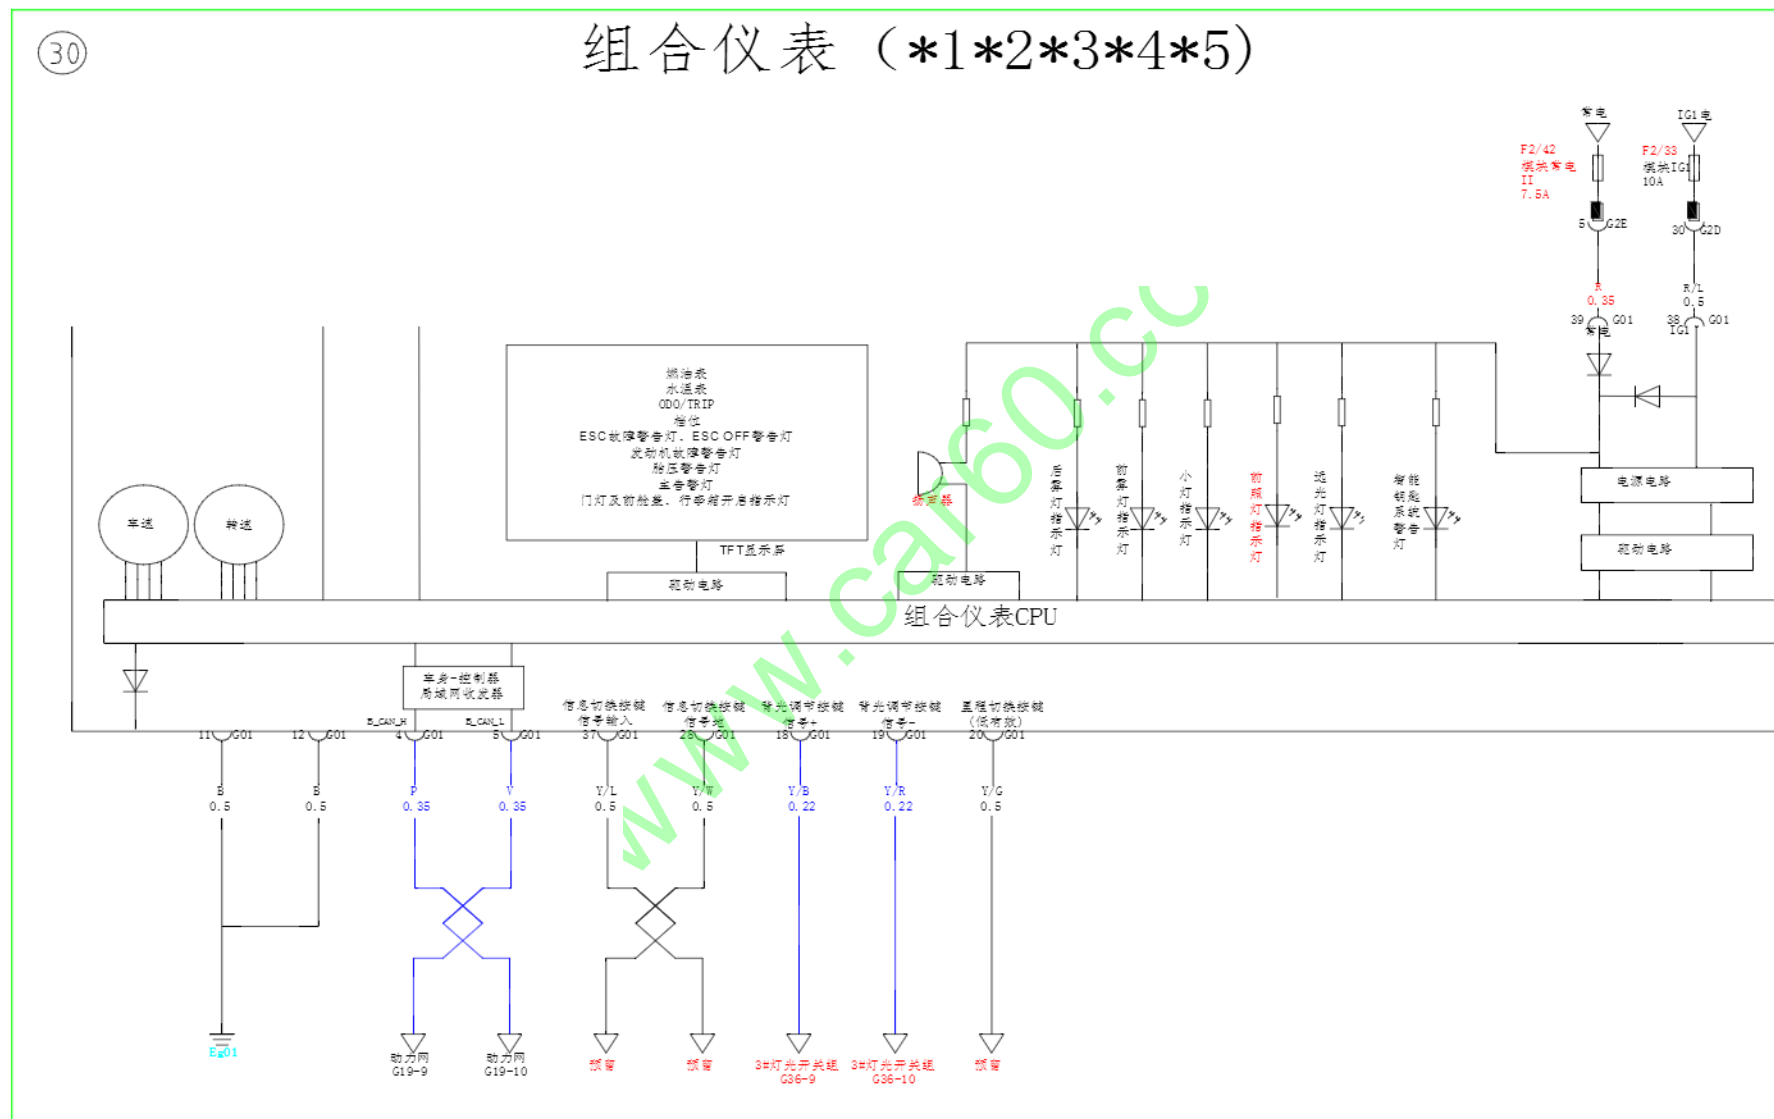 30
组合仪表（*1*2*3*4*5）
常电
IG1电
F2/42
模块常电
II
7.5A
F2/33
模块IG1
10A
5 G2E
30 G2D
R
0.35
R/L
0.5
39 G01
常电
38 G01
IG1
燃油表
水温表
ODO/TRIP
档位
ESC故障警告灯、ESC OFF警告灯
发动机故障警告灯
胎压警告灯
主告警灯
门灯及前舱盖、行李箱开启指示灯
TFT显示屏
驱动电路
车速
转速
扬声器
驱动电路
后雾灯指示灯
前雾灯指示灯
小灯指示灯
前照灯指示灯
远光灯指示灯
智能钥匙系统警告灯
电源电路
驱动电路
组合仪表CPU
车身-控制器
局域网收发器
B_CAN_H
B_CAN_L
信息切换按键
信号输入
信息切换按键
信号地
背光调节按键
信号+
背光调节按键
信号-
里程切换按键
(低有效)
11 G01
12 G01
4 G01
5 G01
37 G01
28 G01
18 G01
19 G01
20 G01
B
0.5
B
0.5
P
0.35
V
0.35
Y/L
0.5
Y/W
0.5
Y/B
0.22
Y/R
0.22
Y/G
0.5
Eg01
动力网
G19-9
动力网
G19-10
预留
预留
3#灯光开关组
G36-9
3#灯光开关组
G36-10
预留
www.car60.co